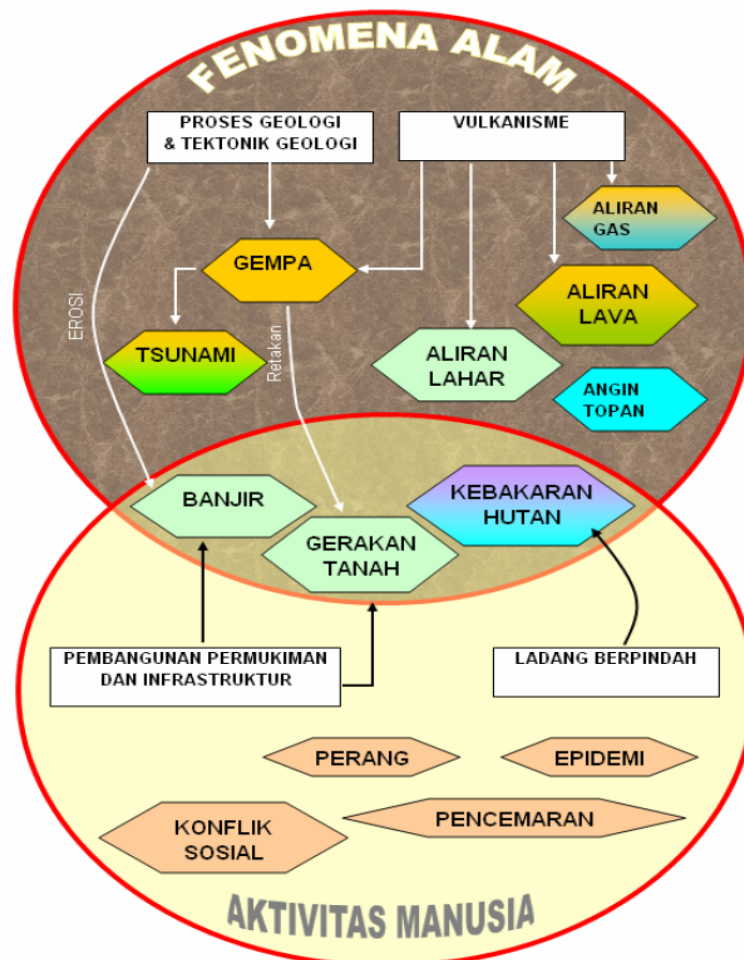 FENOMENA ALAM
PROSES GEOLOGI
& TEKTONIK GEOLOGI
VULKANISME
ALIRAN
GAS
GEMPA
ALIRAN
LAVA
EROSI
TSUNAMI
Retakan
ALIRAN
LAHAR
ANGIN
TOPAN
BANJIR
KEBAKARAN
HUTAN
GERAKAN
TANAH
PEMBANGUNAN PERMUKIMAN
DAN INFRASTRUKTUR
LADANG BERPINDAH
PERANG
EPIDEMI
KONFLIK
SOSIAL
PENCEMARAN
AKTIVITAS MANUSIA